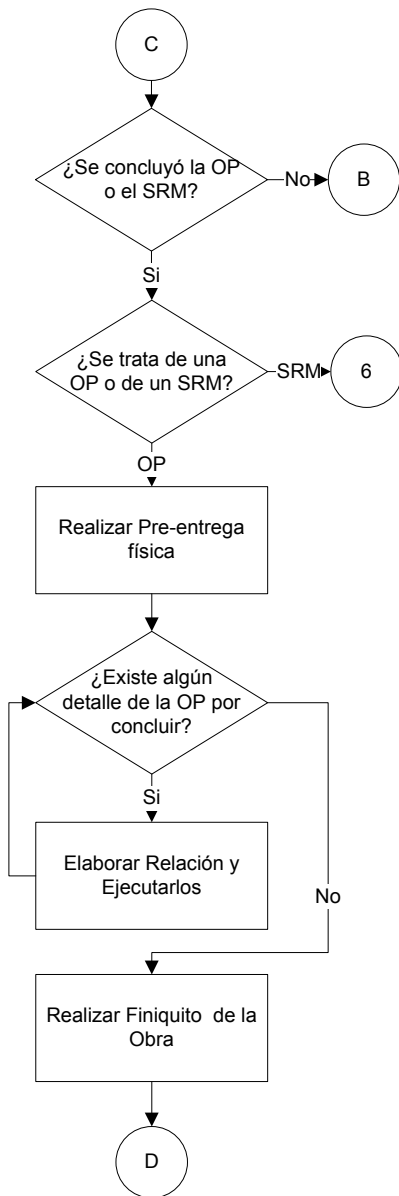 C
¿Se concluyó la OP
o el SRM?
No
B
Si
¿Se trata de una
OP o de un SRM?
SRM
6
OP
Realizar Pre-entrega
física
¿Existe algún
detalle de la OP por
concluir?
Si
Elaborar Relación y
Ejecutarlos
No
Realizar Finiquito de la
Obra
D